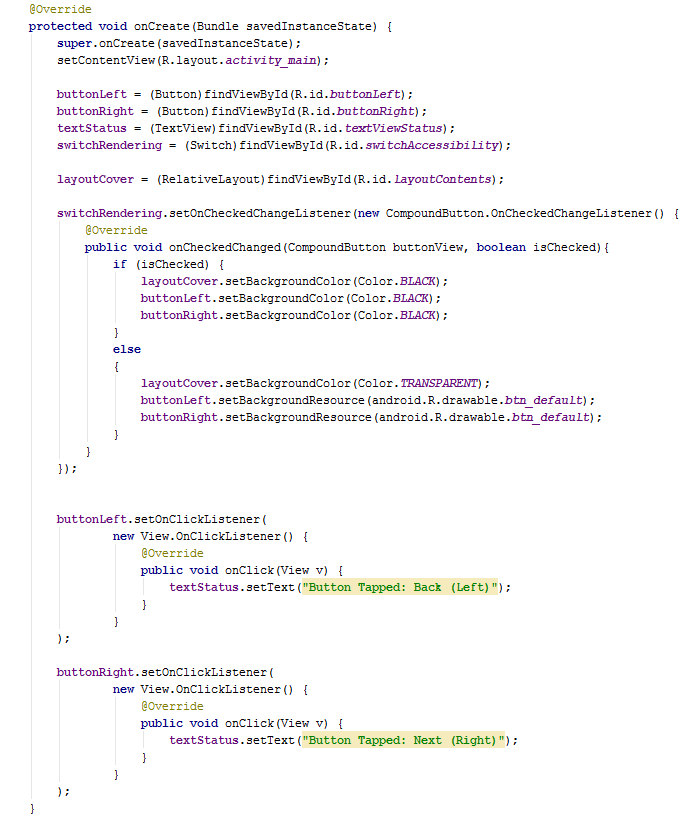 @Override
protected void onCreate(Bundle savedInstanceState) {
super.onCreate(savedInstanceState);
setContentView(R.layout.activity_main);
buttonLeft = (Button)findViewById(R.id.buttonLeft);
buttonRight = (Button)findViewById(R.id.buttonRight);
textStatus = (TextView)findViewById(R.id.textViewStatus);
switchRendering = (Switch)findViewById(R.id.switchAccessibility);
layoutCover = (RelativeLayout)findViewById(R.id.LayoutContents);
switchRendering.setOnCheckedChangeListener(new CompoundButton.OnCheckedChangeListener() {
@Override
public void onCheckedChanged(CompoundButton buttonView, boolean isChecked){
if (isChecked) {
layoutCover.setBackgroundColor(Color.BLACK);
buttonLeft.setBackgroundColor(Color.BLACK);
buttonRight.setBackgroundColor(Color.BLACK);
}
else
{
layoutCover.setBackgroundColor(Color.TRANSPARENT);
buttonLeft.setBackgroundResource(android.R.drawable.btn_default);
buttonRight.setBackgroundResource(android.R.drawable.btn_default);
}
}
});
buttonLeft.setOnClickListener(
new View.OnClickListener() {
@Override
public void onClick(View v) {
textStatus.setText("Button Tapped: Back (Left)");
}
}
);
buttonRight.setOnClickListener(
new View.OnClickListener() {
@Override
public void onClick(View v) {
textStatus.setText("Button Tapped: Next (Right)");
}
}
);
}